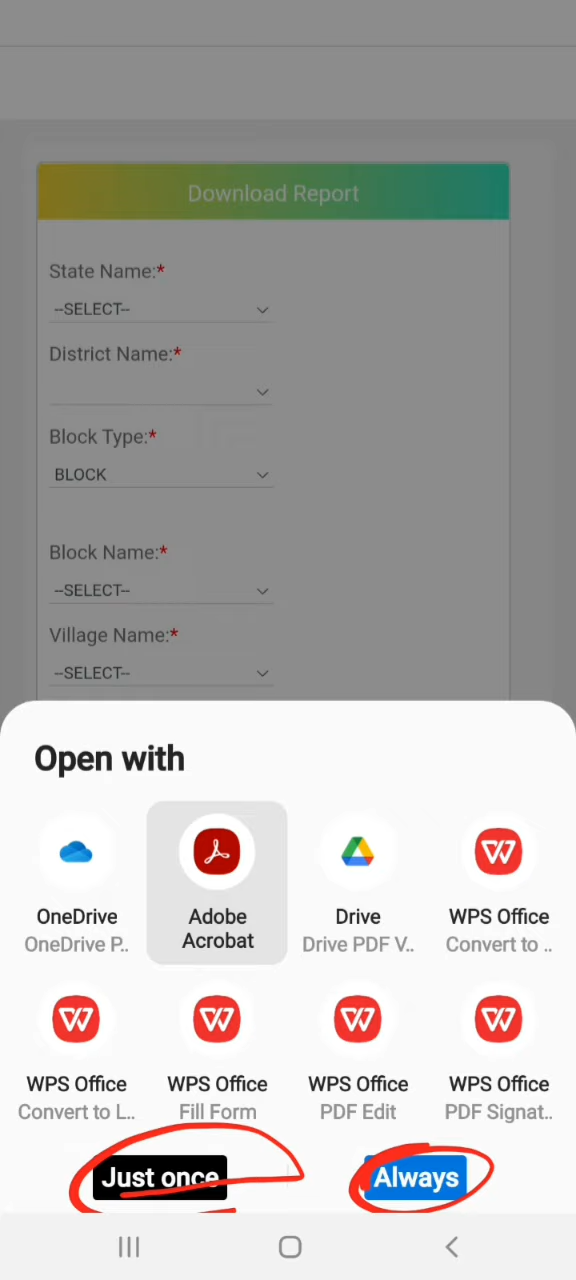 Download Report
State Name:*
--SELECT--
District Name:*
Block Type:*
BLOCK
Block Name:*
--SELECT--
Village Name:*
--SELECT--
Open with
OneDrive
OneDrive P..
Adobe
Acrobat
Drive
Drive PDF V..
WPS Office
Convert to ..
WPS Office
Convert to L..
WPS Office
Fill Form
WPS Office
PDF Edit
WPS Office
PDF Signat..
Just once
Always